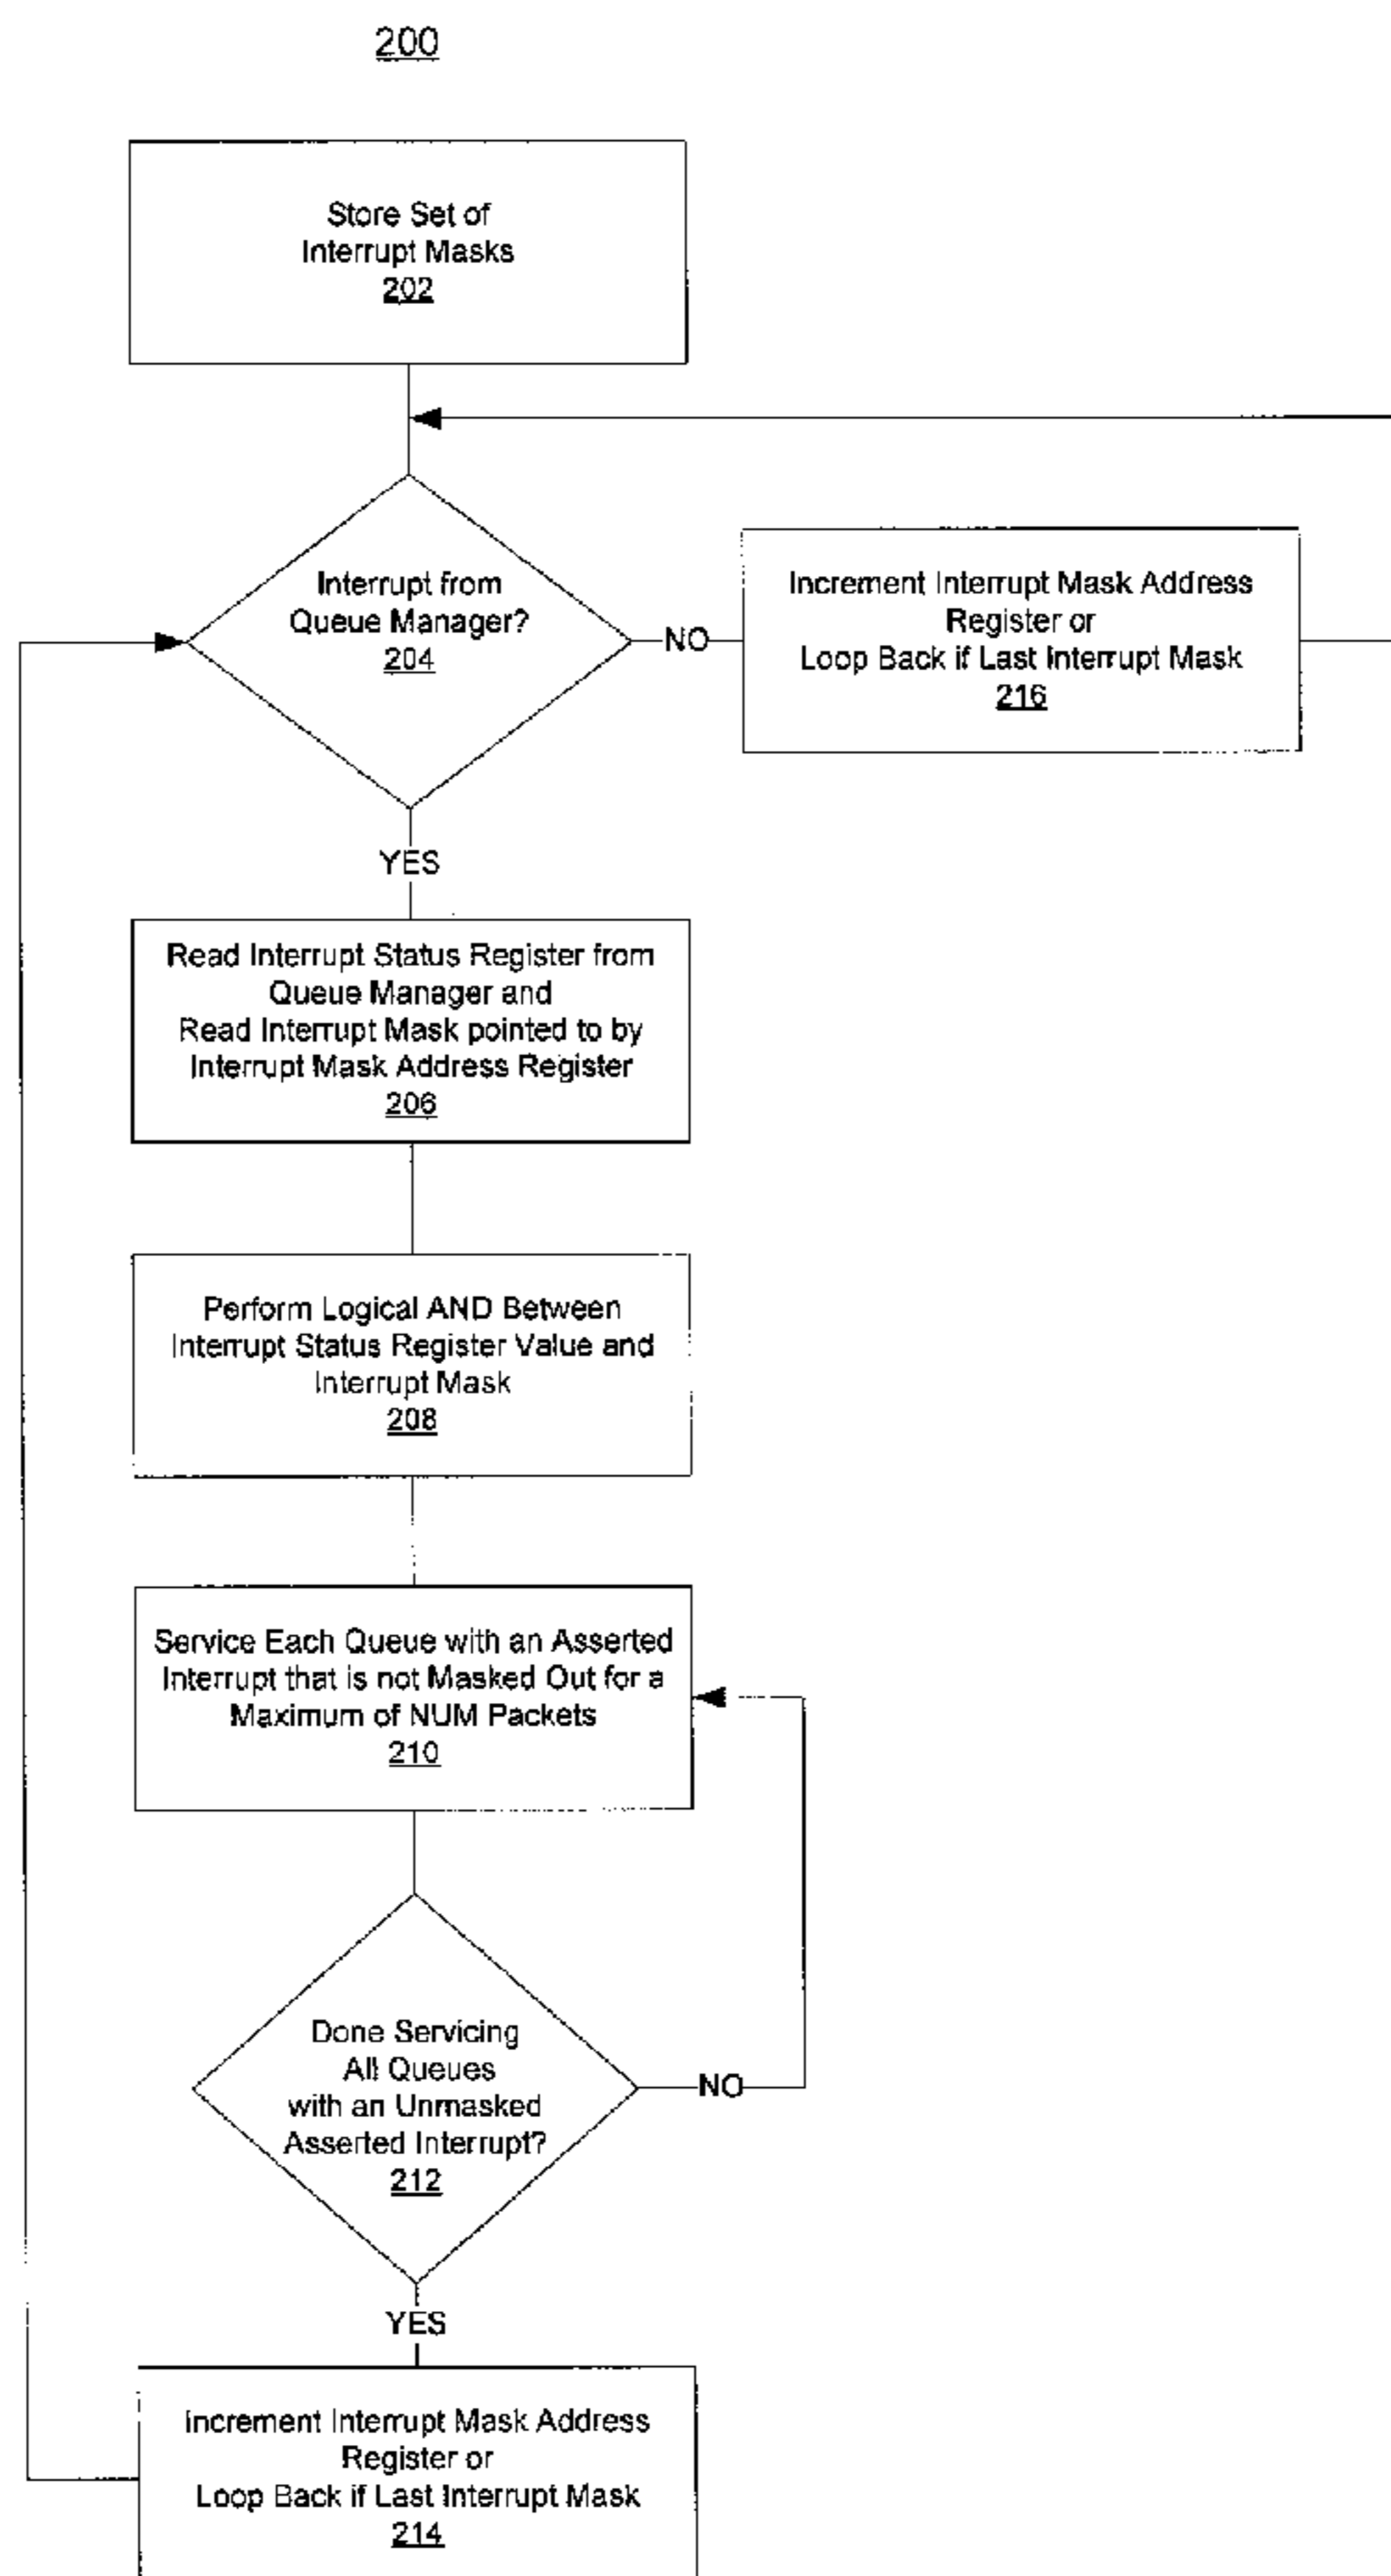 200
Store Set of
Interrupt Masks
202
Interrupt from
Queue Manager?
204
NO
Increment Interrupt Mask Address
Register or
Loop Back if Last Interrupt Mask
216
YES
Read Interrupt Status Register from
Queue Manager and
Read Interrupt Mask pointed to by
Interrupt Mask Address Register
206
Perform Logical AND Between
Interrupt Status Register Value and
Interrupt Mask
208
Service Each Queue with an Asserted
Interrupt that is not Masked Out for a
Maximum of NUM Packets
210
Done Servicing
All Queues
with an Unmasked
Asserted Interrupt?
212
NO
YES
Increment Interrupt Mask Address
Register or
Loop Back if Last Interrupt Mask
214